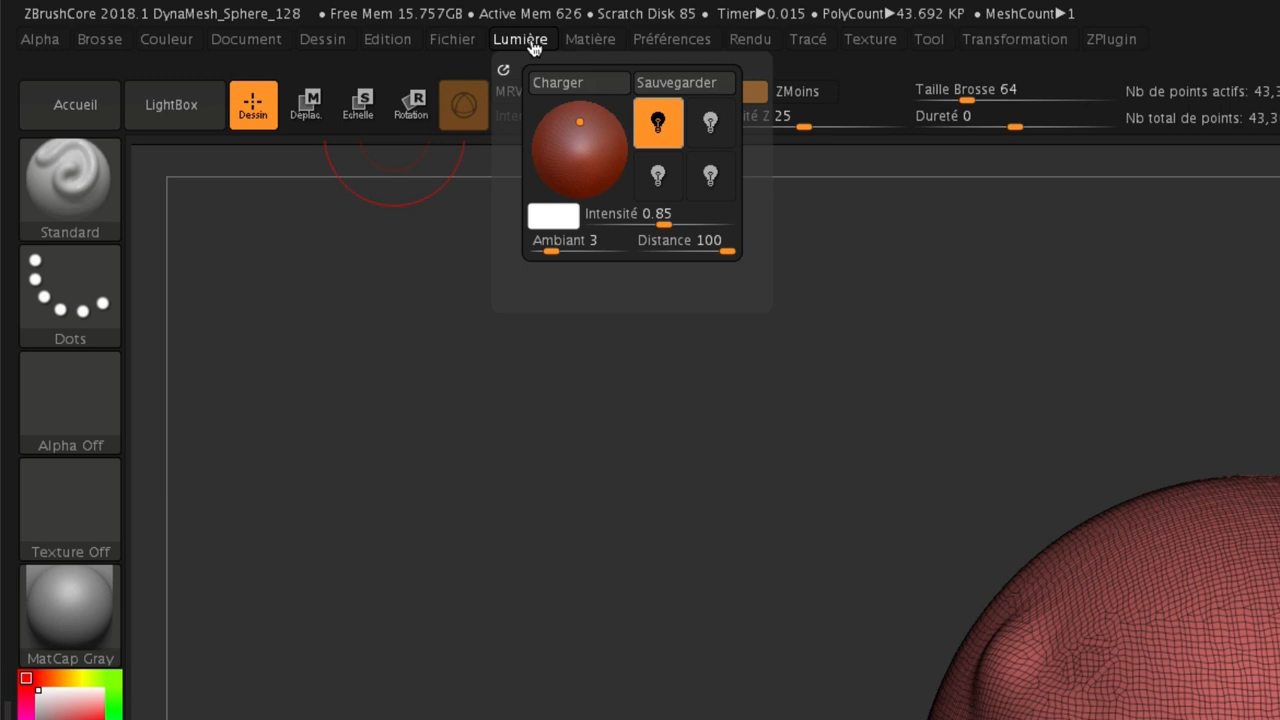 ZBrushCore 2018.1 DynaMesh_Sphere_128 • Free Mem 15.757GB • Active Mem 626 • Scratch Disk 85 • Timer▶0.015 • PolyCount▶43.692 KP • MeshCount▶1
Alpha Brosse Couleur Document Dessin Edition Fichier Lumière Matière Préférences Rendu Tracé Texture Tool Transformation ZPlugin
Charger Sauvegarder
Accueil LightBox Dessin Déplac. Echelle Rotation MRV ZMoins Taille Brosse 64 Nb de points actifs: 43,3
ité Z 25 Dureté 0 Nb total de points: 43,3
Intensité 0.85
Ambiant 3 Distance 100
Standard
Dots
Alpha Off
Texture Off
MatCap Gray